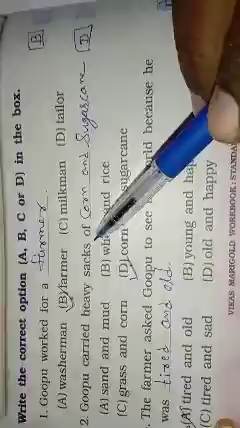 Write the correct option (A, B, C or D) in the box.
1. Goopu worked for a farmer [B]
(A) washerman (B) farmer (C) milkman (D) tailor
2. Goopu carried heavy sacks of Corn and Sugarcane [D]
(A) sand and mud (B) and rice
(C) grass and corn (D) corn sugarcane
The farmer asked Goopu to see because he
was tired and old.
(A) tired and old (B) young and
(C) tired and sad (D) old and happy
VIKAS MARIGOLD WORKBOOK